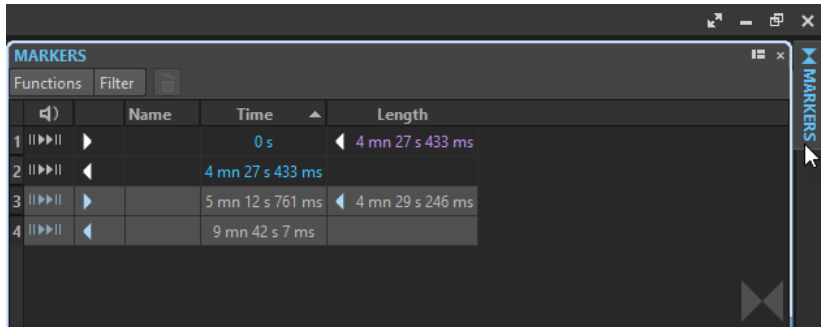 MARKERS
Functions Filter
Name Time Length
1 0 s 4 mn 27 s 433 ms
2 4 mn 27 s 433 ms
3 5 mn 12 s 761 ms 4 mn 29 s 246 ms
4 9 mn 42 s 7 ms
MARKERS